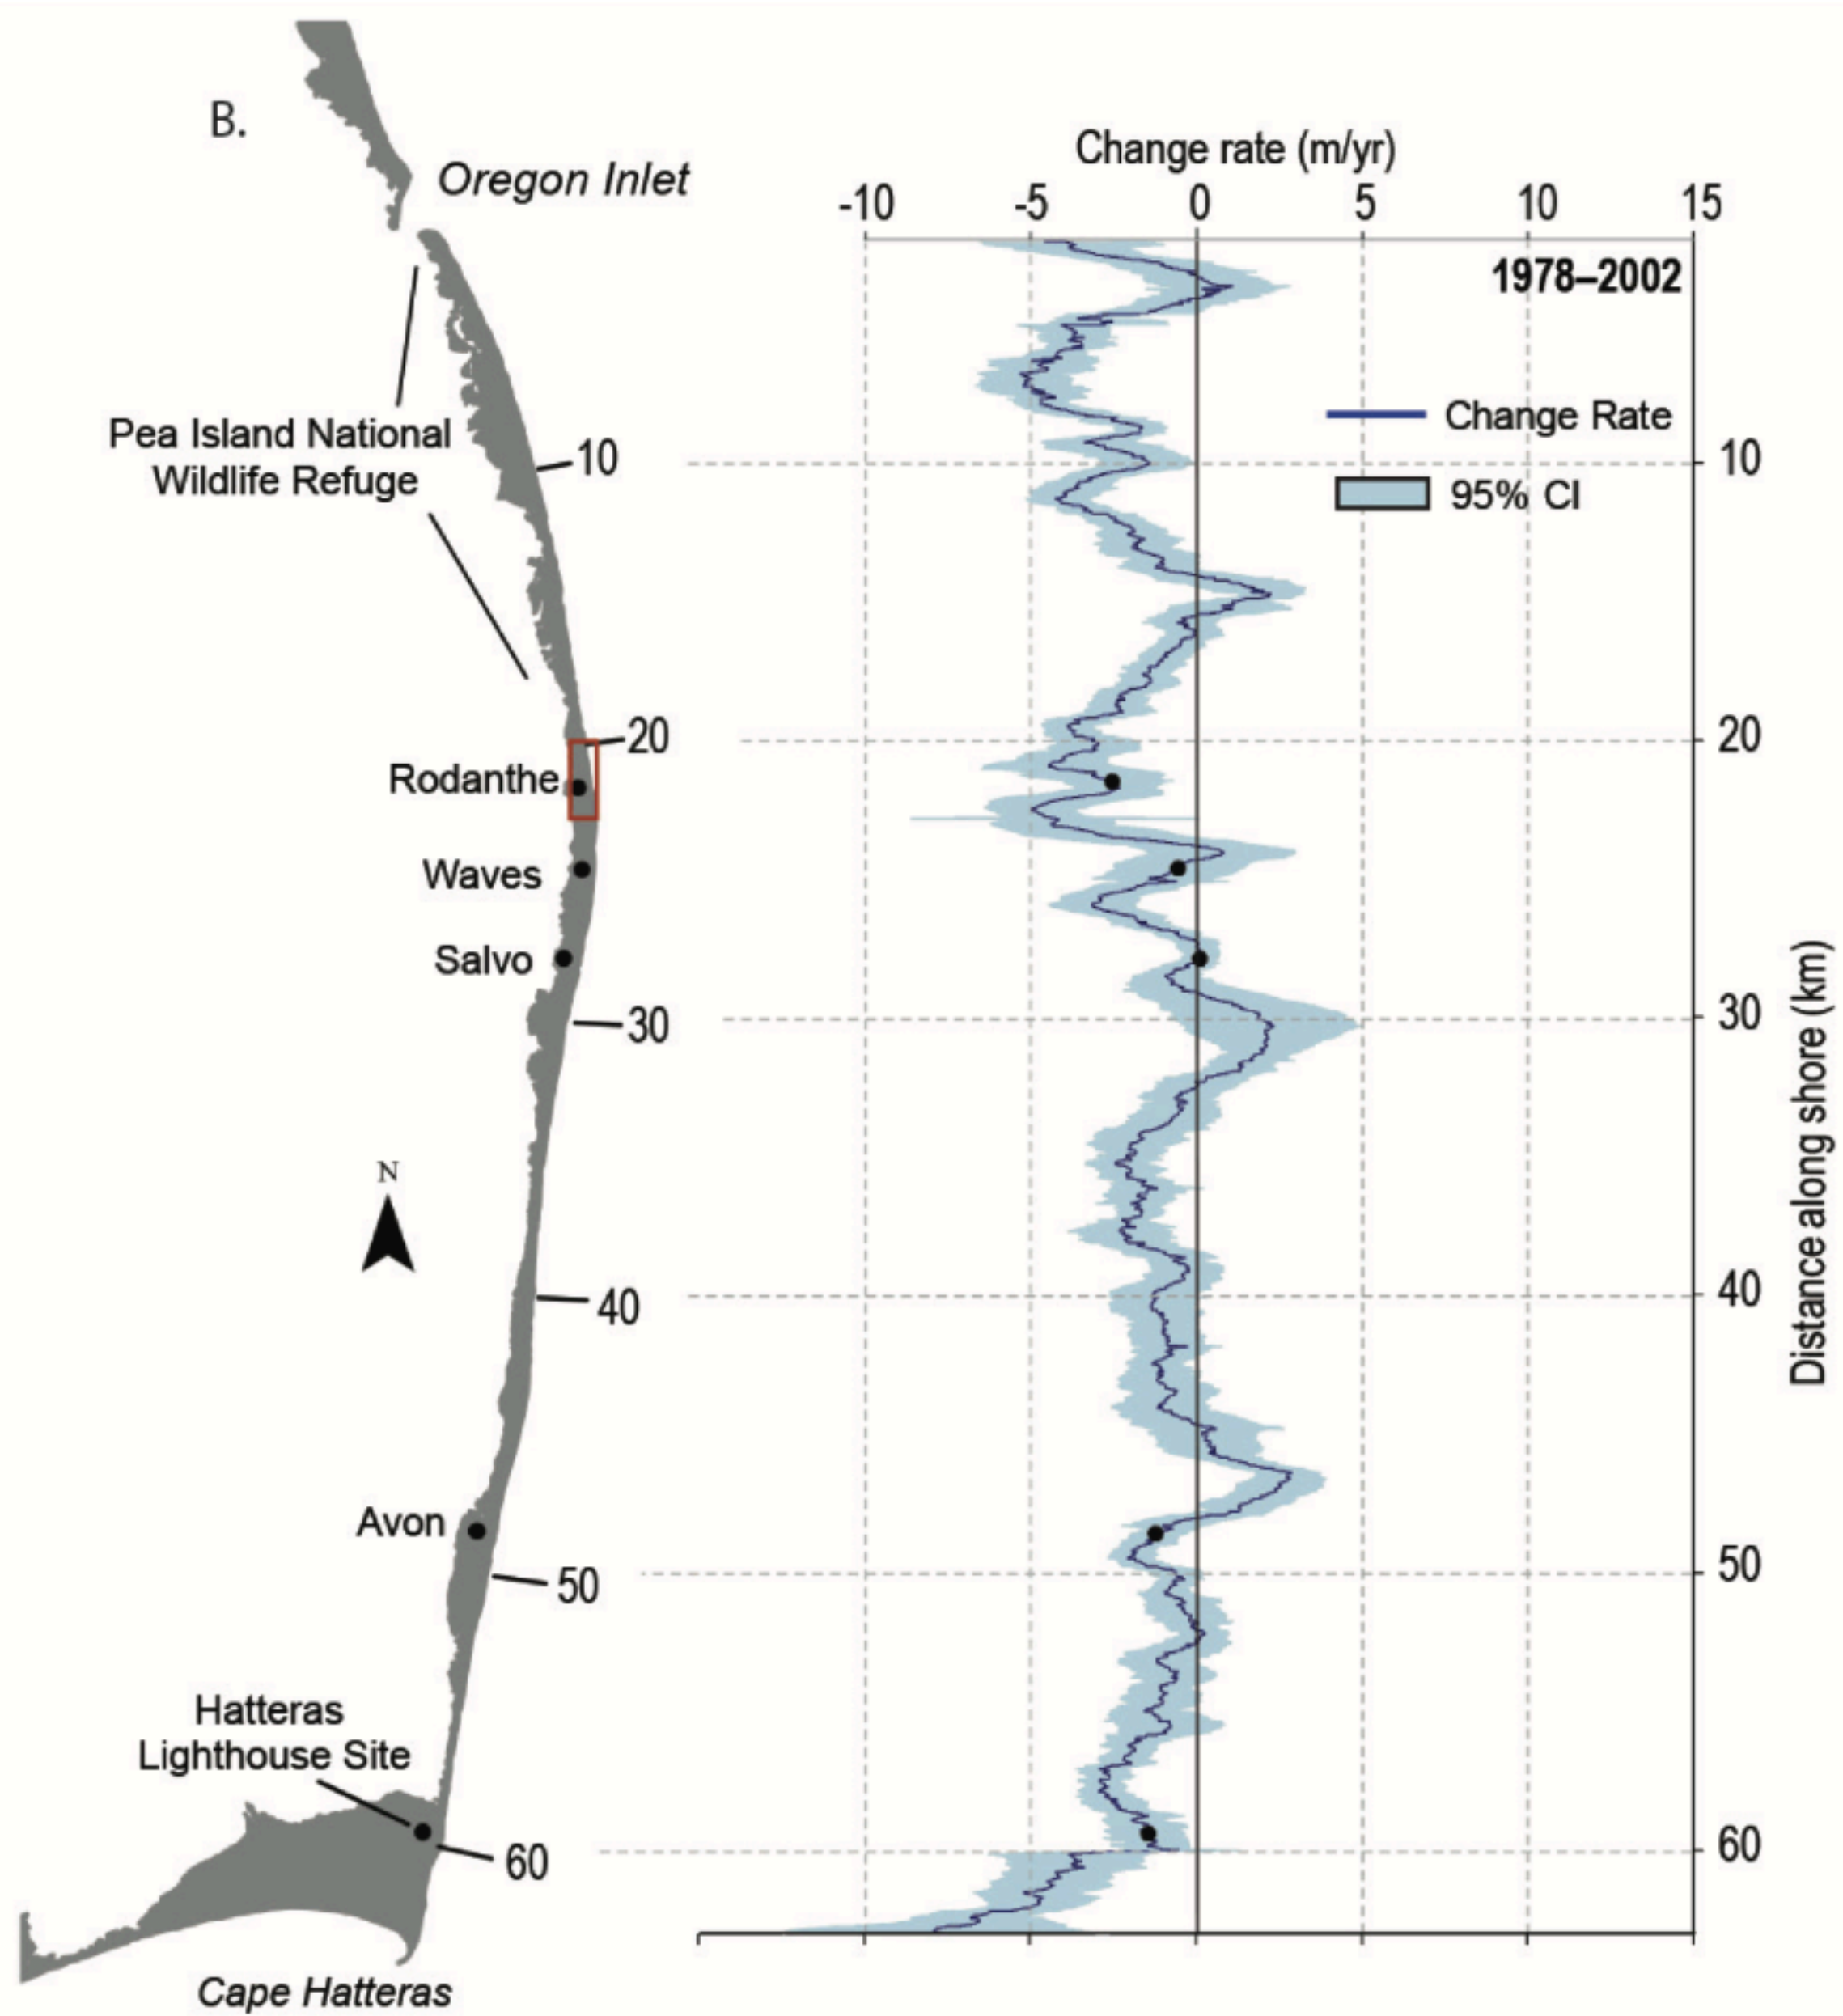 B.
Oregon Inlet
Pea Island National
Wildlife Refuge
10
20
Rodanthe
Waves
Salvo
30
N
40
Avon
50
Hatteras
Lighthouse Site
60
Cape Hatteras
Change rate (m/yr)
-10 -5 0 5 10 15
1978–2002
Change Rate
95% CI
10
20
30
40
50
60
Distance along shore (km)